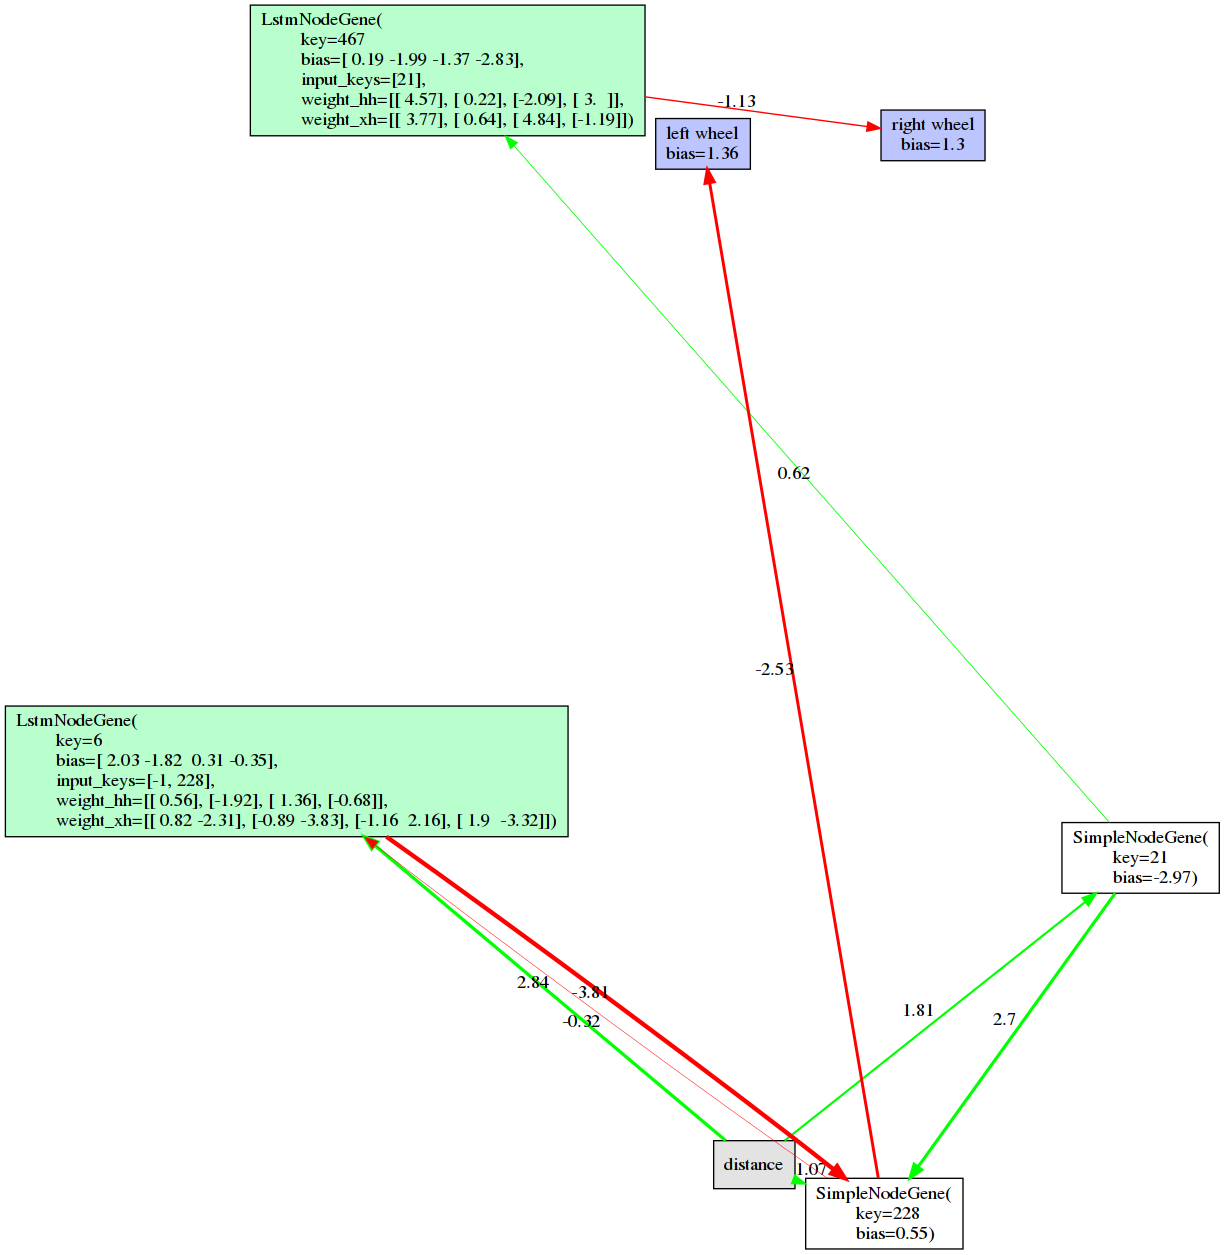 LstmNodeGene(
key=467
bias=[ 0.19 -1.99 -1.37 -2.83],
input_keys=[21],
weight_hh=[[ 4.57], [ 0.22], [-2.09], [ 3.  ]],
weight_xh=[[ 3.77], [ 0.64], [ 4.84], [-1.19]])
-1.13
left wheel
bias=1.36
right wheel
bias=1.3
0.62
-2.53
LstmNodeGene(
key=6
bias=[ 2.03 -1.82  0.31 -0.35],
input_keys=[-1, 228],
weight_hh=[[ 0.56], [-1.92], [ 1.36], [-0.68]],
weight_xh=[[ 0.82 -2.31], [-0.89 -3.83], [-1.16  2.16], [ 1.9  -3.32]])
SimpleNodeGene(
key=21
bias=-2.97)
2.84
-3.81
-0.32
1.81
2.7
distance
1.07
SimpleNodeGene(
key=228
bias=0.55)